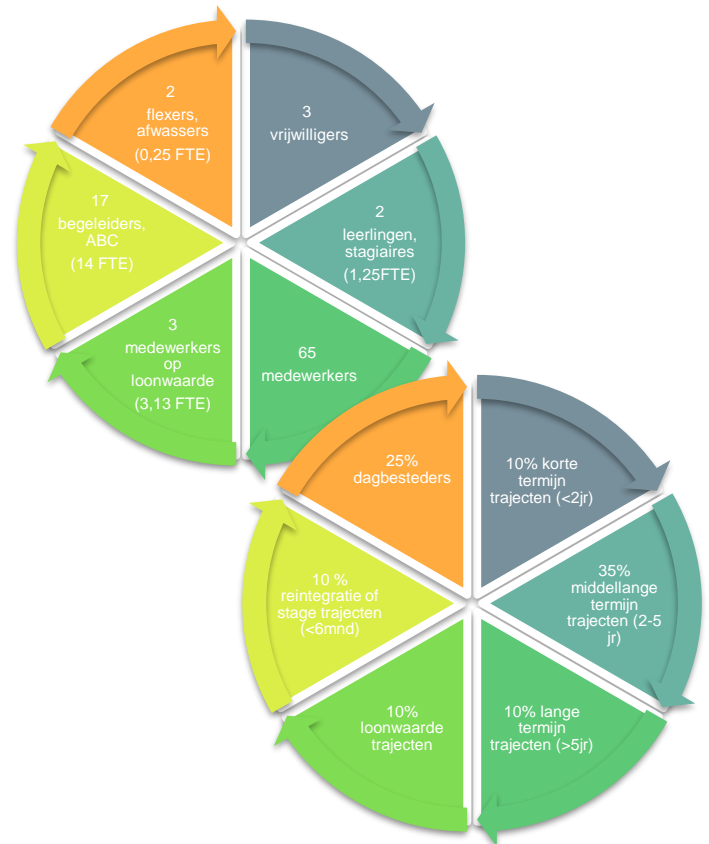 2
flexers,
afwassers
(0,25 FTE)
3
vrijwilligers
2
leerlingen,
stagiaires
(1,25FTE)
65
medewerkers
3
medewerkers
op
loonwaarde
(3,13 FTE)
17
begeleiders,
ABC
(14 FTE)
25%
dagbesteders
10% korte
termijn
trajecten (<2jr)
35%
middellange
termijn
trajecten (2-5
jr)
10% lange
termijn
trajecten (>5jr)
10%
loonwaarde
trajecten
10 %
reintegratie of
stage trajecten
(<6mnd)